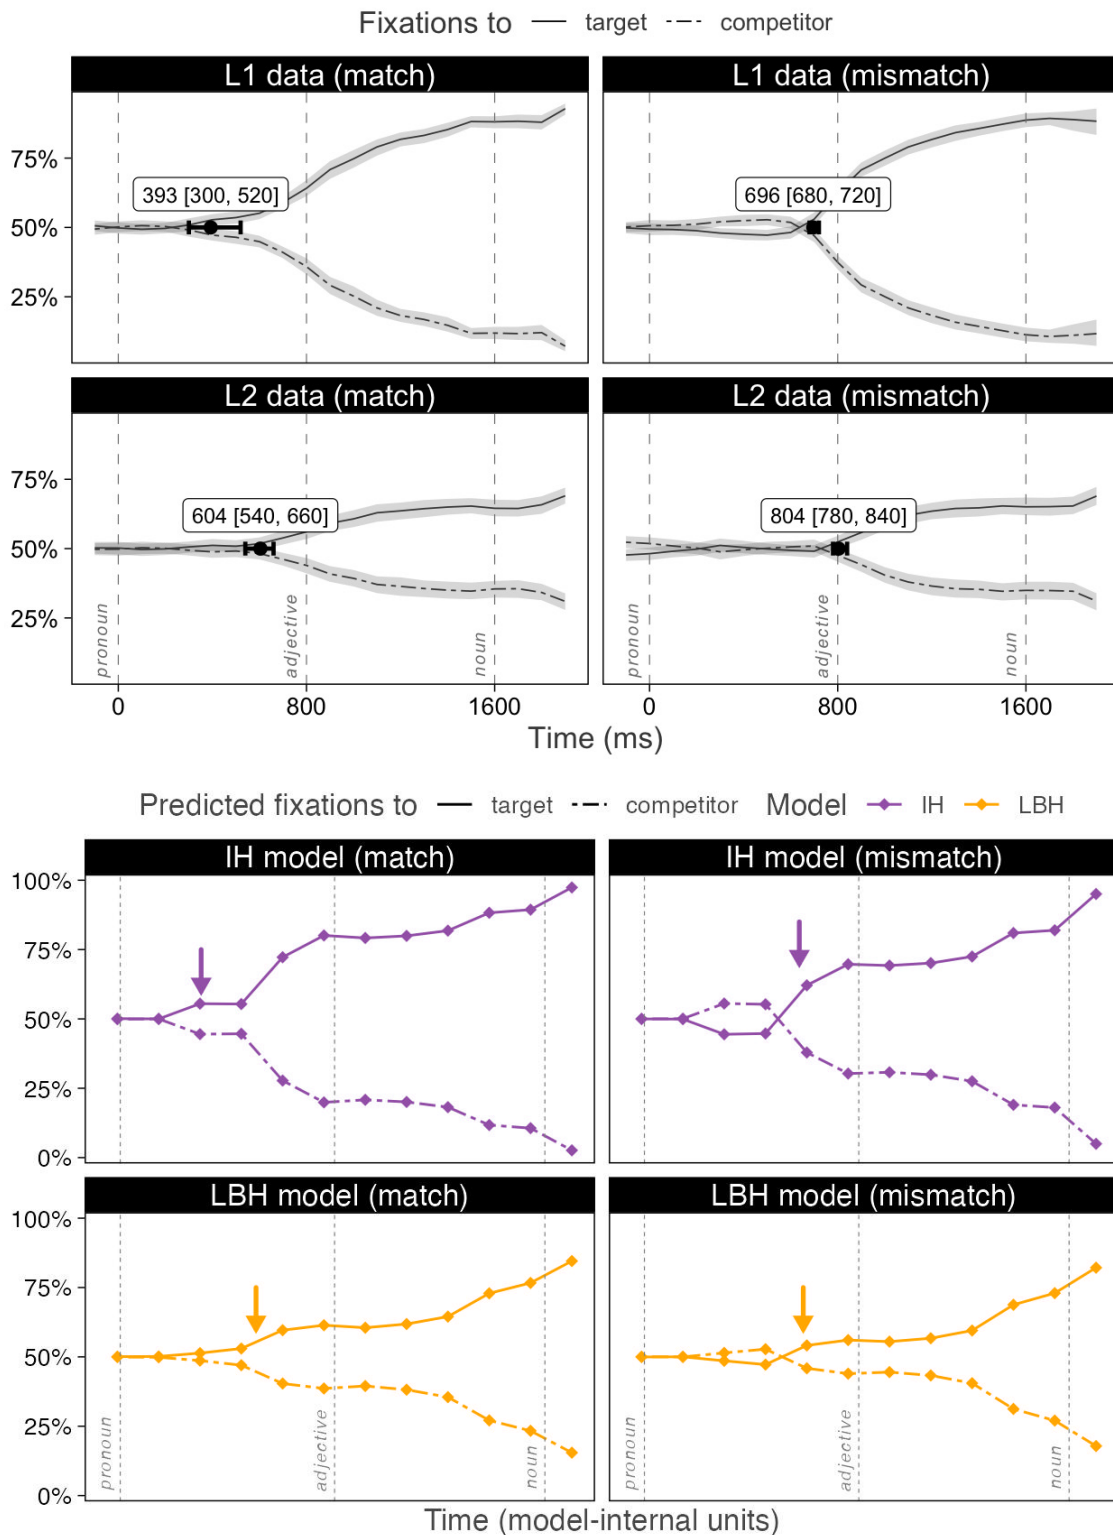 Fixations to target competitor
L1 data (match) L1 data (mismatch)
75%
393 [300, 520] 696 [680, 720]
50%
25%
L2 data (match) L2 data (mismatch)
75%
604 [540, 660] 804 [780, 840]
50%
25%
pronoun adjective noun pronoun adjective noun
0 800 1600 0 800 1600
Time (ms)
Predicted fixations to target competitor Model IH LBH
IH model (match) IH model (mismatch)
100%
75%
50%
25%
0%
LBH model (match) LBH model (mismatch)
100%
75%
50%
25%
pronoun adjective noun pronoun adjective noun
0%
Time (model-internal units)